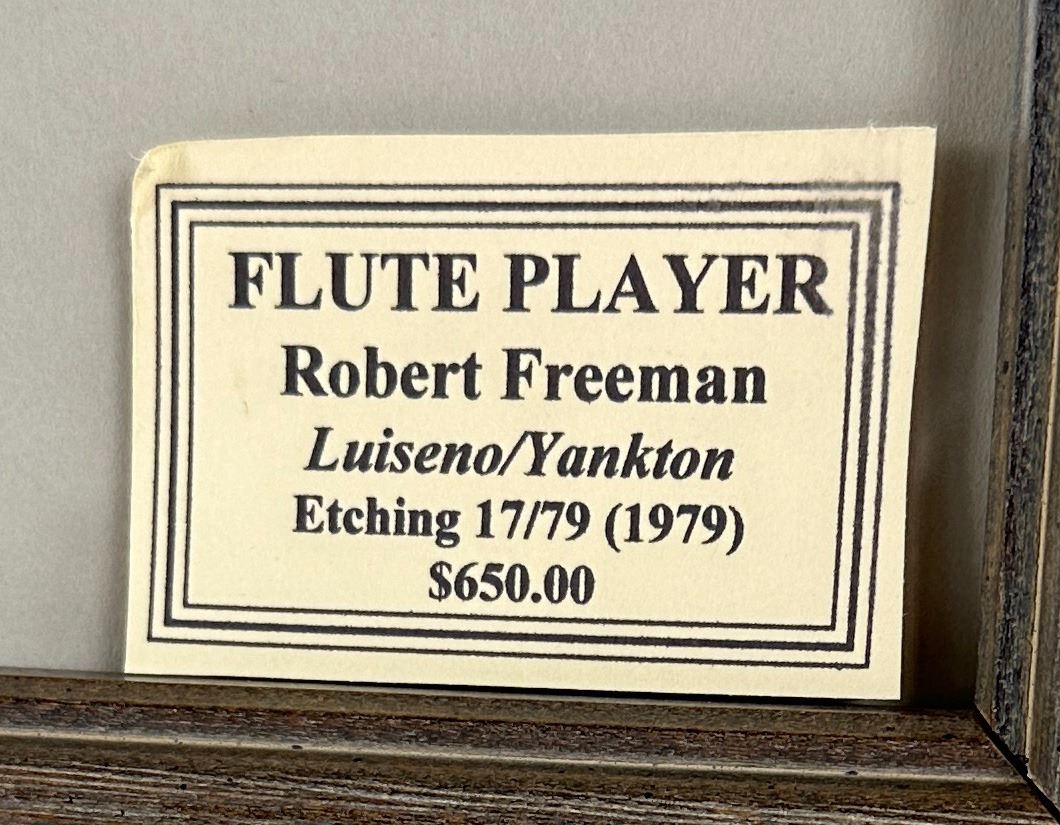 FLUTE PLAYER
Robert Freeman
Luiseno/Yankton
Etching 17/79 (1979)
$650.00